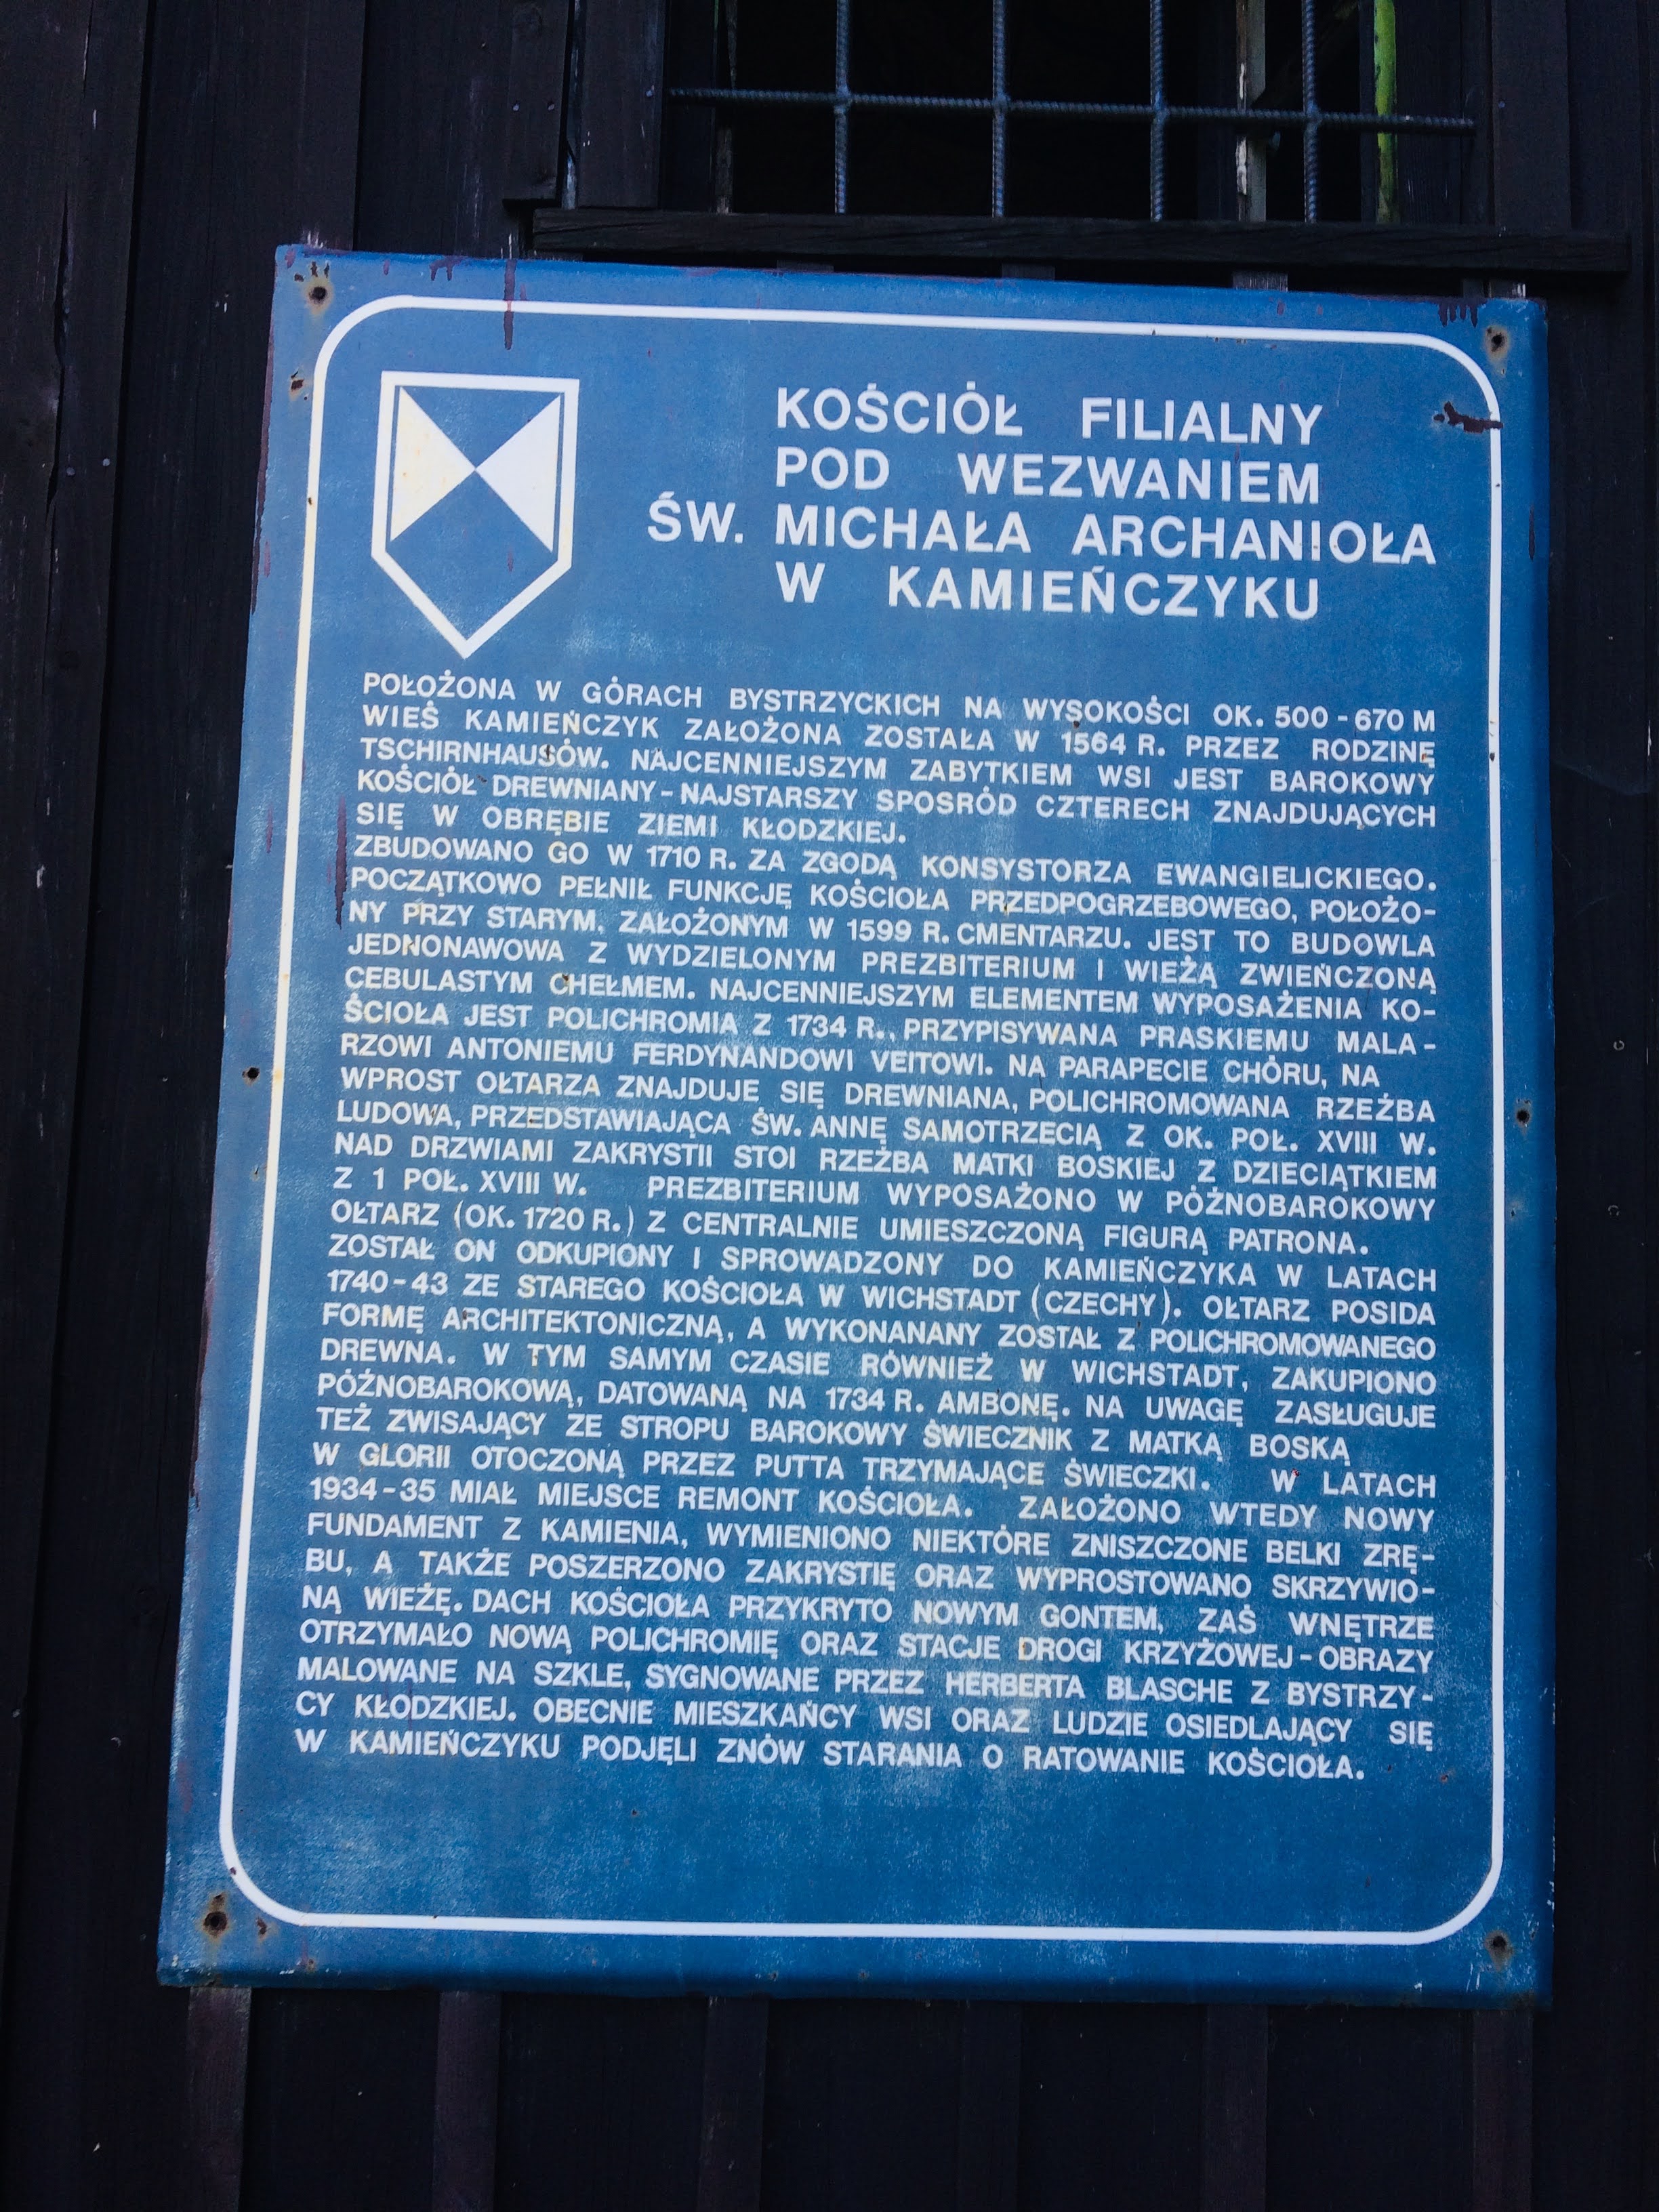 KOŚCIÓŁ FILIALNY
POD WEZWANIEM
ŚW. MICHAŁA ARCHANIOŁA
W KAMIEŃCZYKU
POŁOŻONA W GÓRACH BYSTRZYCKICH NA WYSOKOŚCI OK. 500-670 M
WIEŚ KAMIEŃCZYK ZAŁOŻONA ZOSTAŁA W 1564 R. PRZEZ RODZINĘ
TSCHIRNHAUSÓW. NAJCENNIEJSZYM ZABYTKIEM WSI JEST BAROKOWY
KOŚCIÓŁ DREWNIANY-NAJSTARSZY SPOSRÓD CZTERECH ZNAJDUJĄCYCH
SIĘ W OBRĘBIE ZIEMI KŁODZKIEJ.
ZBUDOWANO GO W 1710 R. ZA ZGODĄ KONSYSTORZA EWANGIELICKIEGO.
POCZĄTKOWO PEŁNIŁ FUNKCJĘ KOŚCIOŁA PRZEDPOGRZEBOWEGO, POŁOŻO-
NY PRZY STARYM, ZAŁOŻONYM W 1599 R. CMENTARZU. JEST TO BUDOWLA
JEDNONAWOWA Z WYDZIELONYM PREZBITERIUM I WIEŻĄ ZWIEŃCZONĄ
CEBULASTYM CHEŁMEM. NAJCENNIEJSZYM ELEMENTEM WYPOSAŻENIA KO-
ŚCIOŁA JEST POLICHROMIA Z 1734 R., PRZYPISYWANA PRASKIEMU MALA-
RZOWI ANTONIEMU FERDYNANDOWI VEITOWI. NA PARAPECIE CHÓRU, NA
WPROST OŁTARZA ZNAJDUJE SIĘ DREWNIANA, POLICHROMOWANA RZEŹBA
LUDOWA, PRZEDSTAWIAJĄCA ŚW. ANNĘ SAMOTRZECIĄ Z OK. POŁ. XVIII W.
NAD DRZWIAMI ZAKRYSTII STOI RZEŹBA MATKI BOSKIEJ Z DZIECIĄTKIEM
Z 1 POŁ. XVIII W. PREZBITERIUM WYPOSAŻONO W PÓŹNOBAROKOWY
OŁTARZ (OK. 1720 R.) Z CENTRALNIE UMIESZCZONĄ FIGURĄ PATRONA.
ZOSTAŁ ON ODKUPIONY I SPROWADZONY DO KAMIEŃCZYKA W LATACH
1740-43 ZE STAREGO KOŚCIOŁA W WICHSTADT (CZECHY). OŁTARZ POSIDA
FORMĘ ARCHITEKTONICZNĄ, A WYKONANANY ZOSTAŁ Z POLICHROMOWANEGO
DREWNA. W TYM SAMYM CZASIE RÓWNIEŻ W WICHSTADT, ZAKUPIONO
PÓŹNOBAROKOWĄ, DATOWANĄ NA 1734 R. AMBONĘ. NA UWAGĘ ZASŁUGUJE
TEŻ ZWISAJĄCY ZE STROPU BAROKOWY ŚWIECZNIK Z MATKĄ BOSKĄ
W GLORII OTOCZONĄ PRZEZ PUTTA TRZYMAJĄCE ŚWIECZKI. W LATACH
1934-35 MIAŁ MIEJSCE REMONT KOŚCIOŁA. ZAŁOŻONO WTEDY NOWY
FUNDAMENT Z KAMIENIA, WYMIENIONO NIEKTÓRE ZNISZCZONE BELKI ZRĘ-
BU, A TAKŻE POSZERZONO ZAKRYSTIĘ ORAZ WYPROSTOWANO SKRZYWIO-
NĄ WIEŻĘ. DACH KOŚCIOŁA PRZYKRYTO NOWYM GONTEM, ZAŚ WNĘTRZE
OTRZYMAŁO NOWĄ POLICHROMIĘ ORAZ STACJE DROGI KRZYŻOWEJ-OBRAZY
MALOWANE NA SZKLE, SYGNOWANE PRZEZ HERBERTA BLASCHE Z BYSTRZY-
CY KŁODZKIEJ. OBECNIE MIESZKAŃCY WSI ORAZ LUDZIE OSIEDLAJĄCY SIĘ
W KAMIEŃCZYKU PODJĘLI ZNÓW STARANIA O RATOWANIE KOŚCIOŁA.